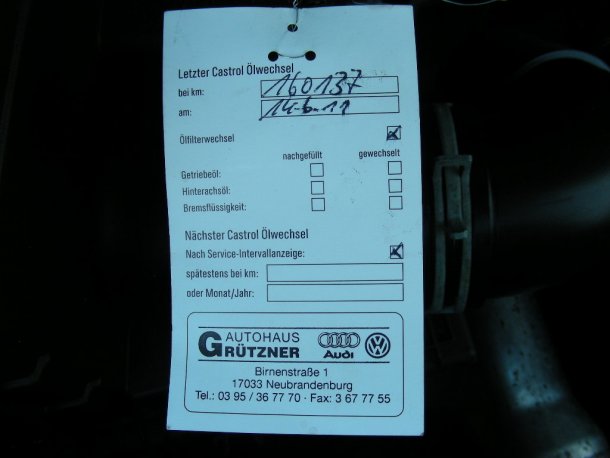 Letzter Castrol Ölwechsel
bei km: 160137
am: 14-6-11
Ölfilterwechsel
nachgefüllt gewechselt
Getriebeöl:
Hinterachsöl:
Bremsflüssigkeit:
Nächster Castrol Ölwechsel
Nach Service-Intervallanzeige:
spätestens bei km:
oder Monat/Jahr:
AUTOHAUS
GRÜTZNER
Audi
Birnenstraße 1
17033 Neubrandenburg
Tel.: 03 95 / 36 77 70 · Fax: 3 67 77 55